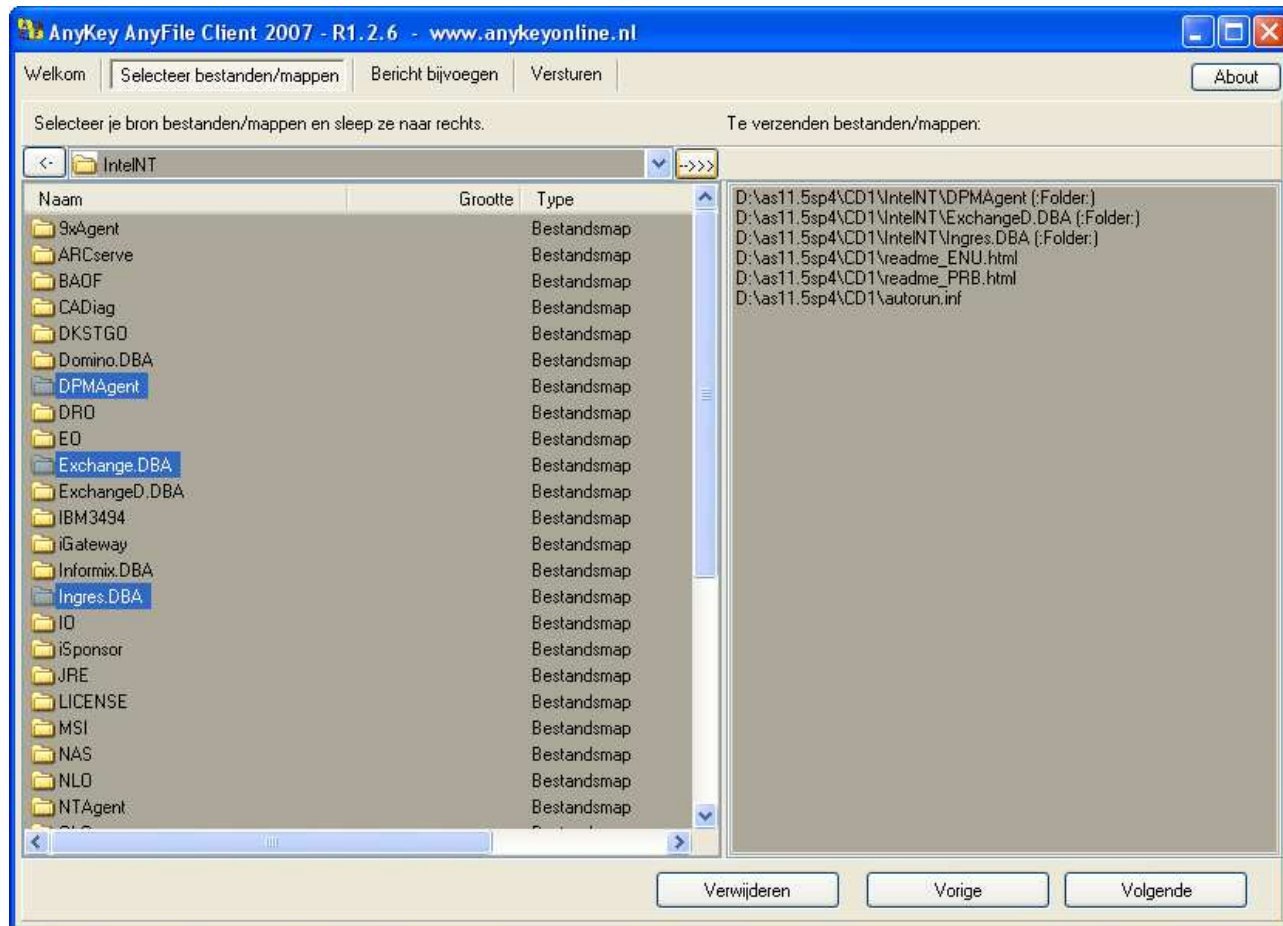 AnyKey AnyFile Client 2007 - R1.2.6 - www.anykeyonline.nl
Welkom Selecteer bestanden/mappen Bericht bijvoegen Versturen About
Selecteer je bron bestanden/mappen en sleep ze naar rechts. Te verzenden bestanden/mappen:
<- IntelNT -->>>
Naam Grootte Type
9xAgent Bestandsmap
ARCserve Bestandsmap
BAOF Bestandsmap
CADiag Bestandsmap
DKSTGO Bestandsmap
Domino.DBA Bestandsmap
DPMAgent Bestandsmap
DRO Bestandsmap
EO Bestandsmap
Exchange.DBA Bestandsmap
ExchangeD.DBA Bestandsmap
IBM3494 Bestandsmap
iGateway Bestandsmap
Informix.DBA Bestandsmap
Ingres.DBA Bestandsmap
IO Bestandsmap
iSponsor Bestandsmap
JRE Bestandsmap
LICENSE Bestandsmap
MSI Bestandsmap
NAS Bestandsmap
NLO Bestandsmap
NTAgent Bestandsmap
D:\as11.5sp4\CD1\IntelNT\DPMAgent (:Folder:)
D:\as11.5sp4\CD1\IntelNT\ExchangeD.DBA (:Folder:)
D:\as11.5sp4\CD1\IntelNT\Ingres.DBA (:Folder:)
D:\as11.5sp4\CD1\readme_ENU.html
D:\as11.5sp4\CD1\readme_PRB.html
D:\as11.5sp4\CD1\autorun.inf
Verwijderen Vorige Volgende